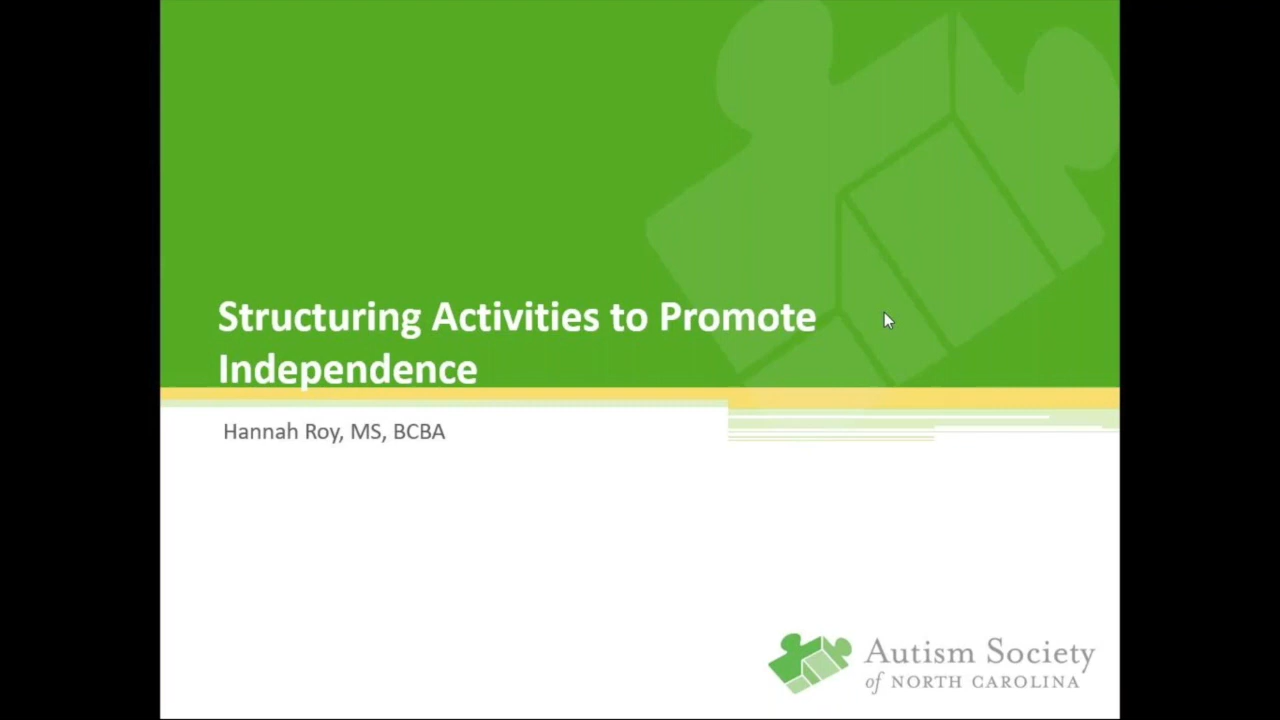 Structuring Activities to Promote
Independence
Hannah Roy, MS, BCBA
Autism Society
of NORTH CAROLINA